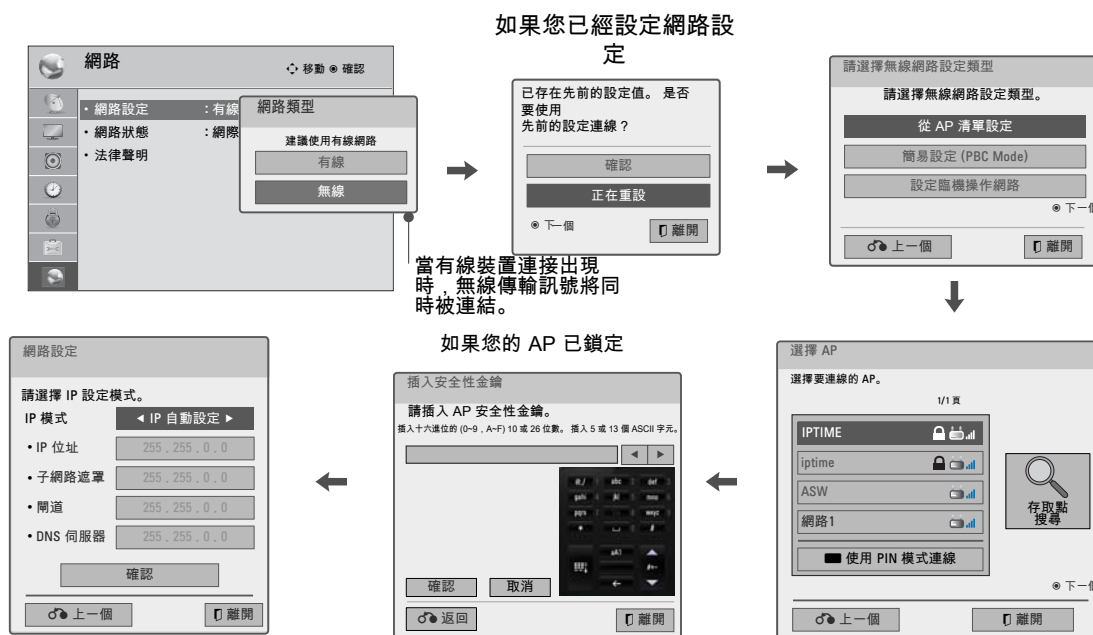 網路
移動 ◉ 確認
• 網路設定 : 有線
• 網路狀態 : 網際
• 法律聲明
網路類型
建議使用有線網路
有線
無線
當有線裝置連接出現
時，無線傳輸訊號將同
時被連結。
如果您已經設定網路設
定
已存在先前的設定值。 是否
要使用
先前的設定連線？
確認
正在重設
◉ 下一個
離開
請選擇無線網路設定類型
請選擇無線網路設定類型。
從 AP 清單設定
簡易設定 (PBC Mode)
設定臨機操作網路
◉ 下一個
上一個
離開
選擇 AP
選擇要連線的 AP。
1/1 頁
IPTIME
iptime
ASW
網路1
使用 PIN 模式連線
存取點
搜尋
◉ 下一個
上一個
離開
如果您的 AP 已鎖定
插入安全性金鑰
請插入 AP 安全性金鑰。
插入十六進位的 (0~9 , A~F) 10 或 26 位數。 插入 5 或 13 個 ASCII 字元。
◀ ▶
abc def
jkl
確認
取消
返回
離開
網路設定
請選擇 IP 設定模式。
IP 模式 ◀ IP 自動設定 ▶
• IP 位址 255 . 255 . 0 . 0
• 子網路遮罩 255 . 255 . 0 . 0
• 閘道 255 . 255 . 0 . 0
• DNS 伺服器 255 . 255 . 0 . 0
確認
上一個
離開